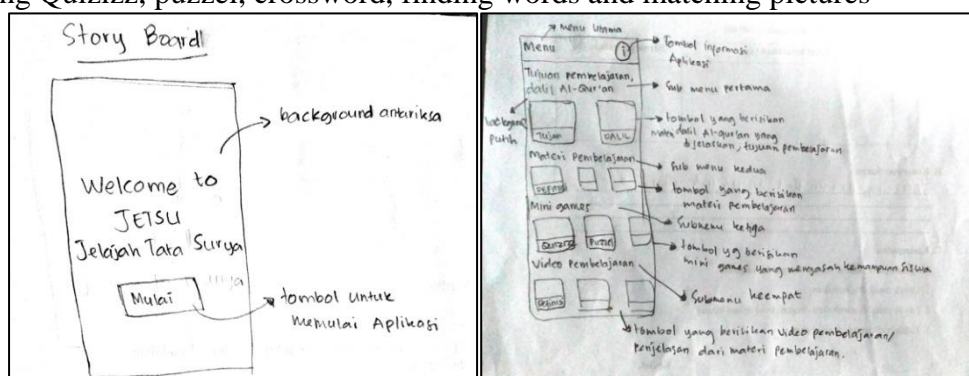 ng Quizizz, puzzel, crossword, finding words and matching pictures
Story Board
background antariksa
Welcome to
JETSU
Jelajah Tata Surya
Mulai
tombol untuk
memulai Aplikasi
Menu Utama
Menu
i
Tombol informasi
Aplikasi
Tujuan pembelajaran,
dalil Al-Qur'an
Sub menu pertama
background
putih
Tujuan
DALIL
tombol yang berisikan
materi dalil Al-qur'an yang
dijelaskan, tujuan pembelajaran
Materi Pembelajaran
Sub menu kedua
tombol yang berisikan
materi pembelajaran
Mini games
Submenu ketiga
QUIZIZZ
PUZZLE
tombol yg berisikan
mini games yang mengasah kemampuan siswa
Video Pembelajaran
Submenu keempat
tombol yang berisikan video pembelajaran/
Penjelasan dari materi pembelajaran.